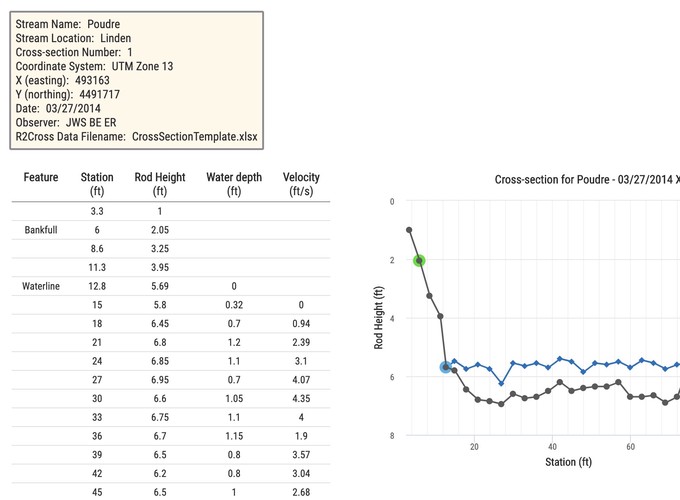 Stream Name: Poudre
Stream Location: Linden
Cross-section Number: 1
Coordinate System: UTM Zone 13
X (easting): 493163
Y (northing): 4491717
Date: 03/27/2014
Observer: JWS BE ER
R2Cross Data Filename: CrossSectionTemplate.xlsx
Feature Station Rod Height Water depth Velocity
(ft) (ft) (ft) (ft/s)
3.3 1
Bankfull 6 2.05
8.6 3.25
11.3 3.95
Waterline 12.8 5.69 0
15 5.8 0.32 0
18 6.45 0.7 0.94
21 6.8 1.2 2.39
24 6.85 1.1 3.1
27 6.95 0.7 4.07
30 6.6 1.05 4.35
33 6.75 1.1 4
36 6.7 1.15 1.9
39 6.5 0.8 3.57
42 6.2 0.8 3.04
45 6.5 1 2.68
Cross-section for Poudre - 03/27/2014 X
Rod Height (ft)
0
2
4
6
8
20 40 60
Station (ft)